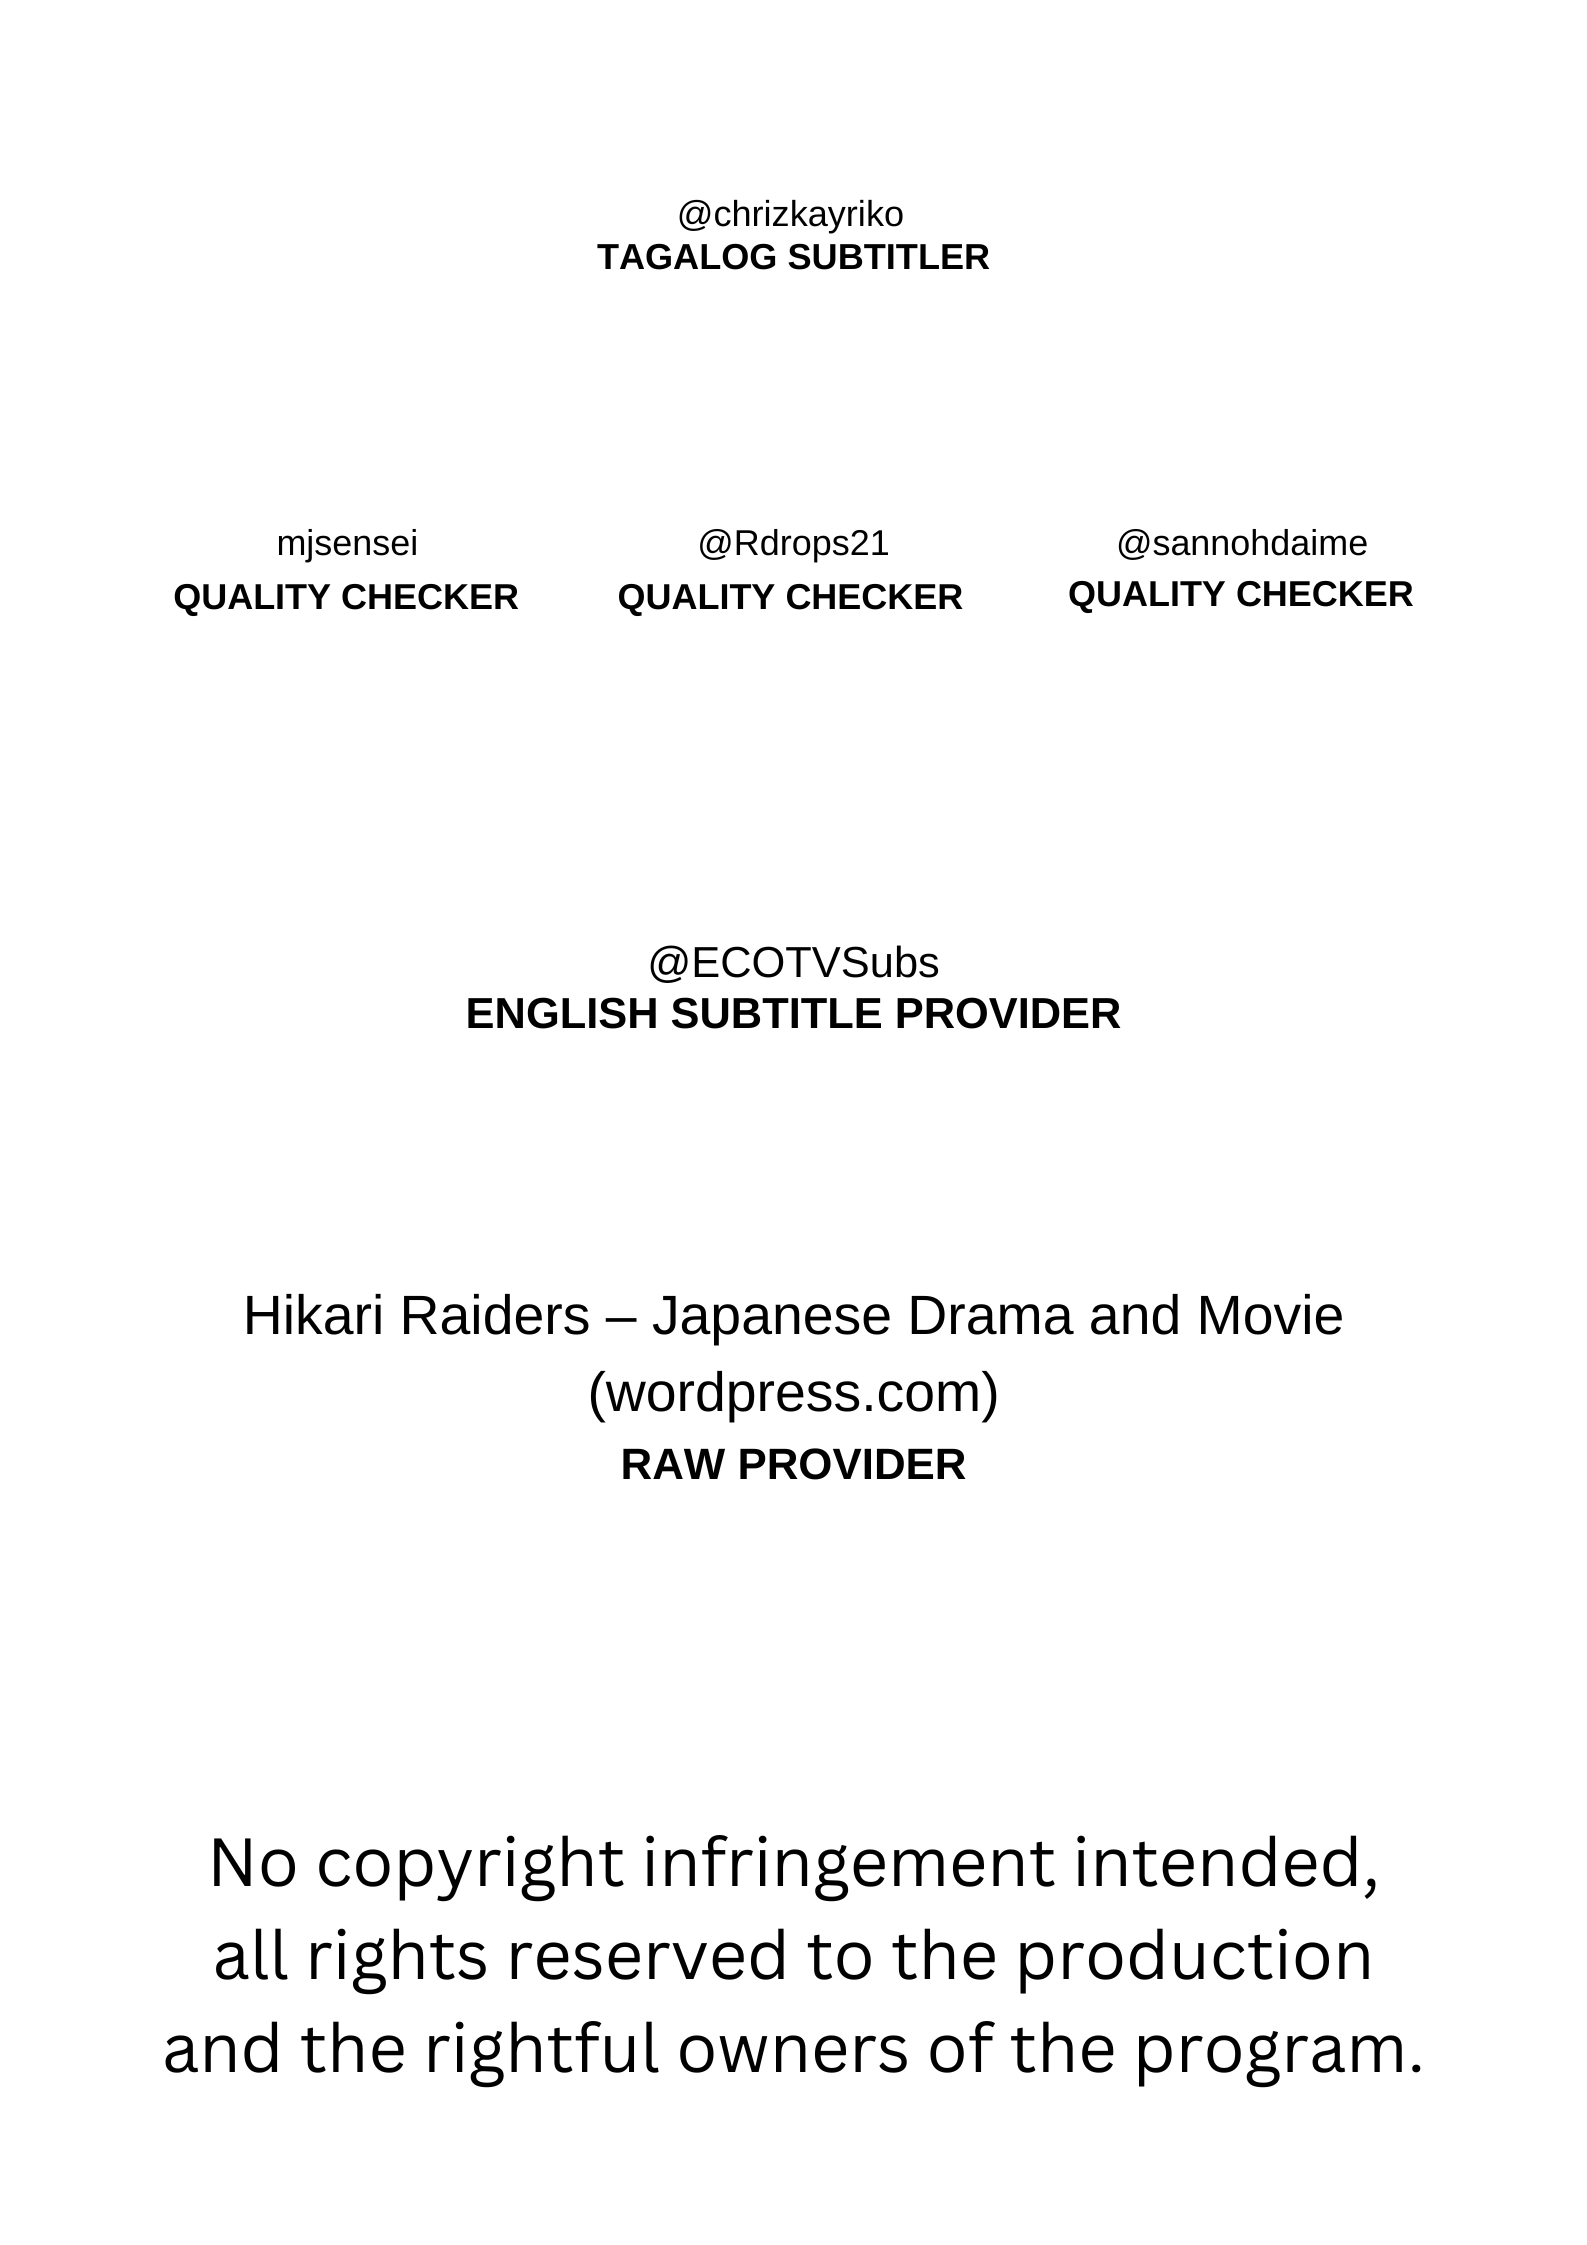 @chrizkayriko
TAGALOG SUBTITLER
mjsensei
QUALITY CHECKER
@Rdrops21
QUALITY CHECKER
@sannohdaime
QUALITY CHECKER
@ECOTVSubs
ENGLISH SUBTITLE PROVIDER
Hikari Raiders – Japanese Drama and Movie
(wordpress.com)
RAW PROVIDER
No copyright infringement intended,
all rights reserved to the production
and the rightful owners of the program.